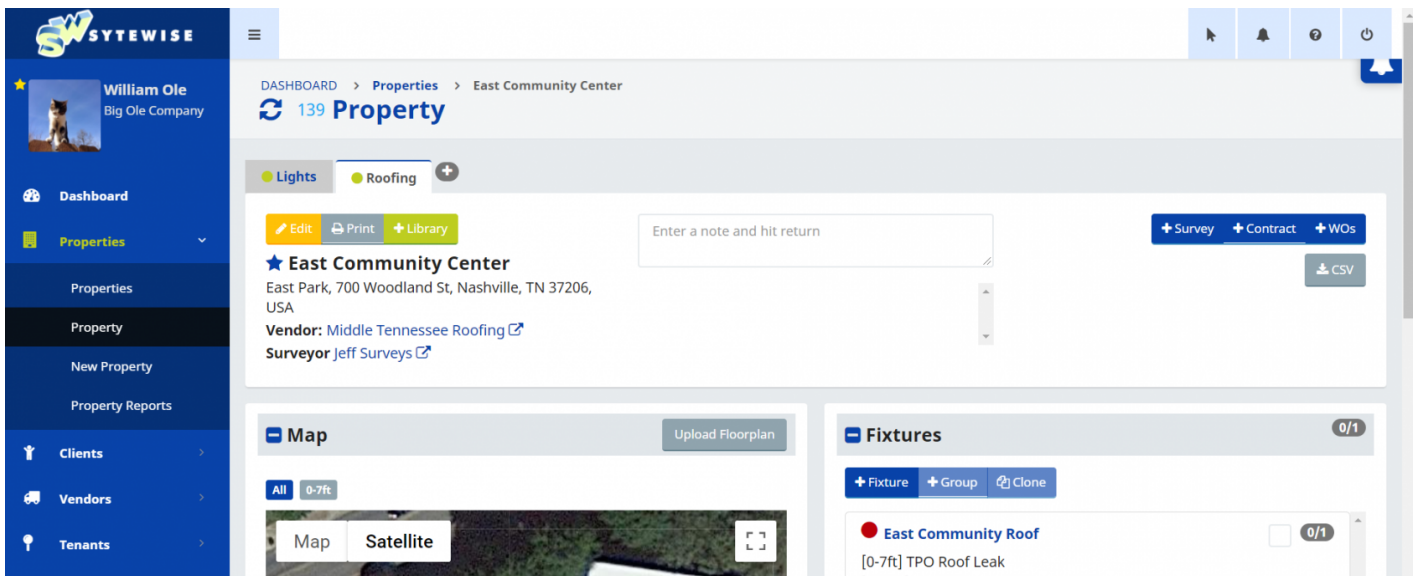 SW SYTEWISE
William Ole
Big Ole Company
Dashboard
Properties
Properties
Property
New Property
Property Reports
Clients
Vendors
Tenants
DASHBOARD > Properties > East Community Center
139 Property
Lights Roofing
Edit Print + Library
East Community Center
East Park, 700 Woodland St, Nashville, TN 37206,
USA
Vendor: Middle Tennessee Roofing
Surveyor Jeff Surveys
Enter a note and hit return
+ Survey + Contract + WOs
CSV
Map Upload Floorplan
All 0-7ft
Map Satellite
Fixtures 0/1
+ Fixture + Group Clone
East Community Roof 0/1
[0-7ft] TPO Roof Leak